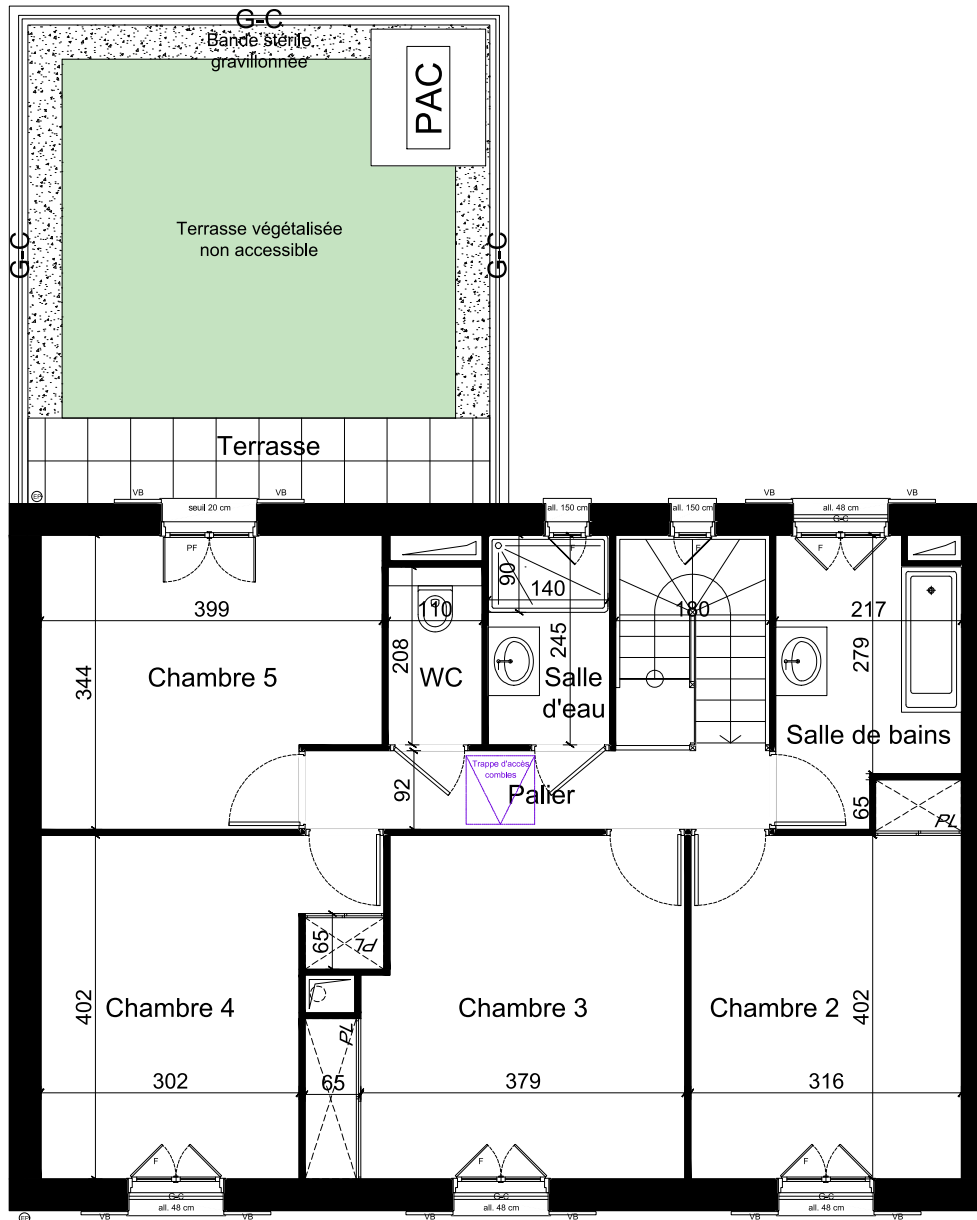 G-C
Bande stérile
gravillonnée
PAC
Terrasse végétalisée
non accessible
G-C
G-C
Terrasse
EP
VB
seuil 20 cm
VB
all. 150 cm
all. 150 cm
VB
all. 48 cm
G-C
VB
PF
F
F
F
F
399
110
90
140
180
217
344
208
245
279
Chambre 5
WC
Salle
d'eau
Salle de bains
92
Trappe d'accès
combles
Palier
65
PL
65
PL
402
Chambre 4
Chambre 3
Chambre 2
402
PL
302
65
379
316
F
F
F
G-C
G-C
G-C
VB
all. 48 cm
VB
VB
all. 48 cm
VB
VB
all. 48 cm
VB
EP